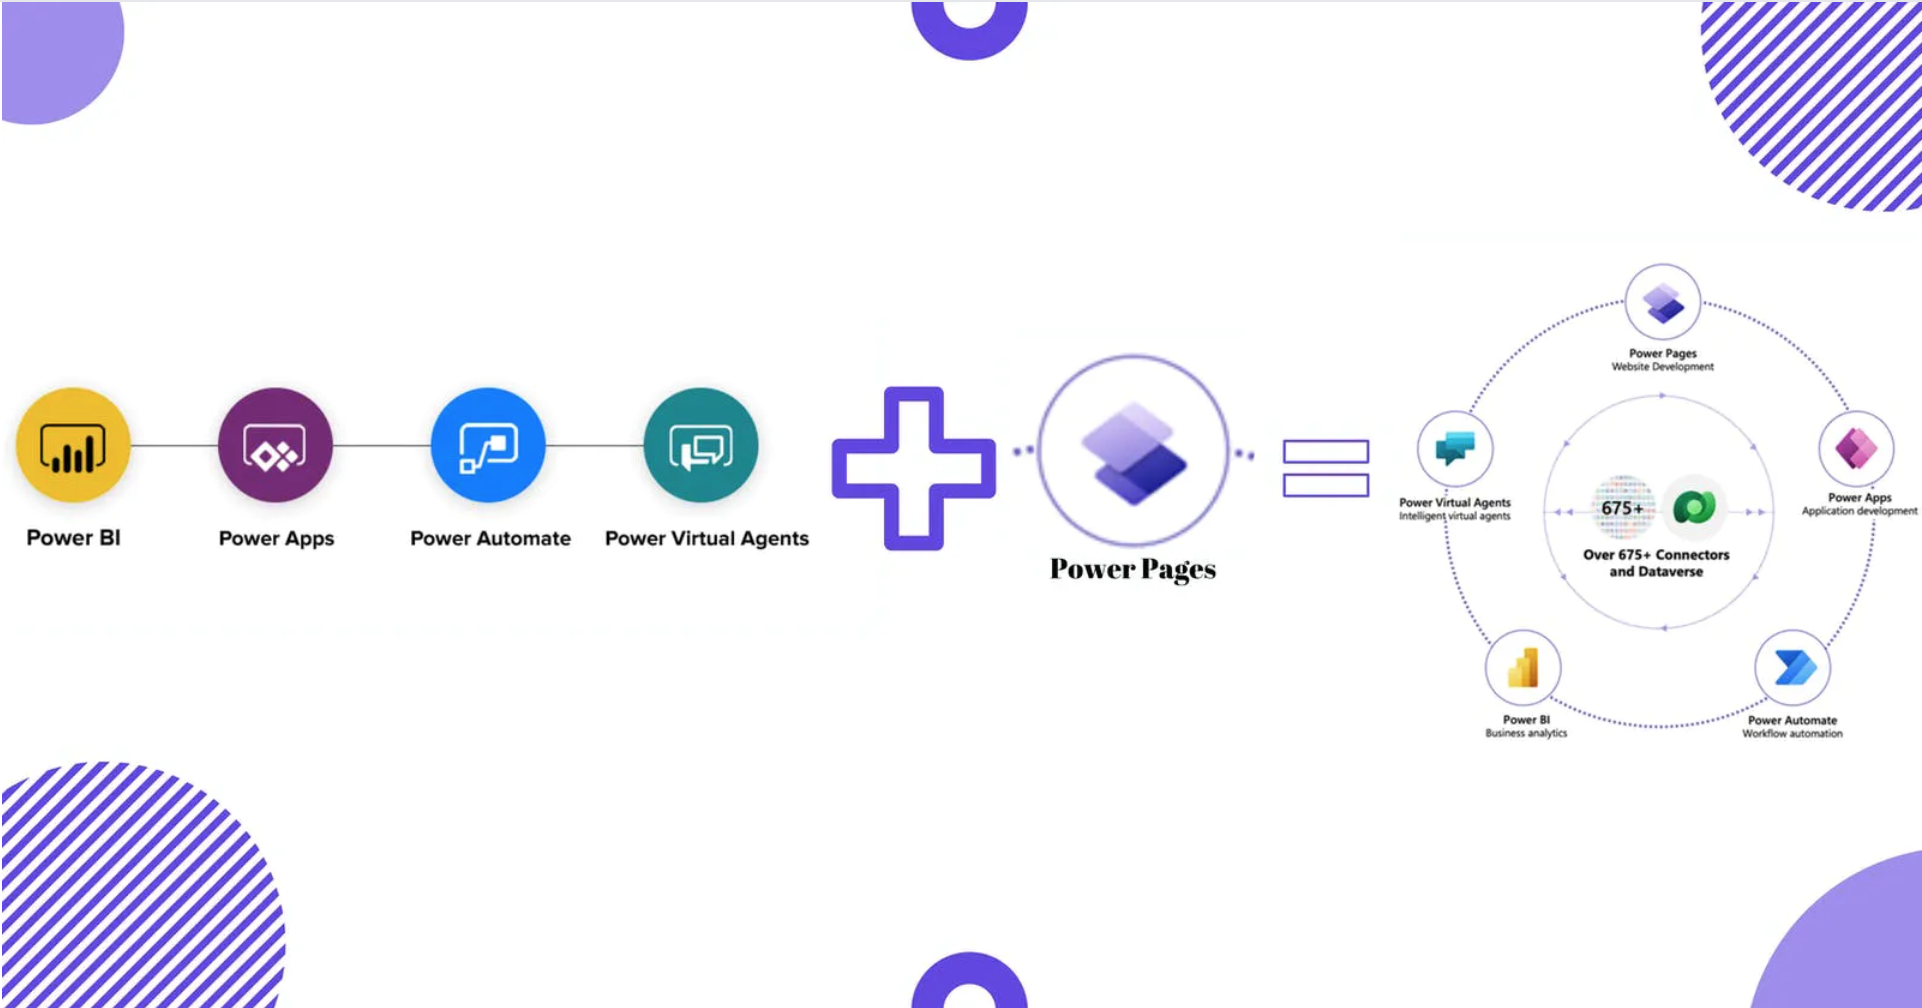 Power BI
Power Apps
Power Automate
Power Virtual Agents
Power Pages
Power Pages
Website Development
Power Virtual Agents
Intelligent virtual agents
Power Apps
Application development
675+
Over 675+ Connectors
and Dataverse
Power BI
Business analytics
Power Automate
Workflow automation